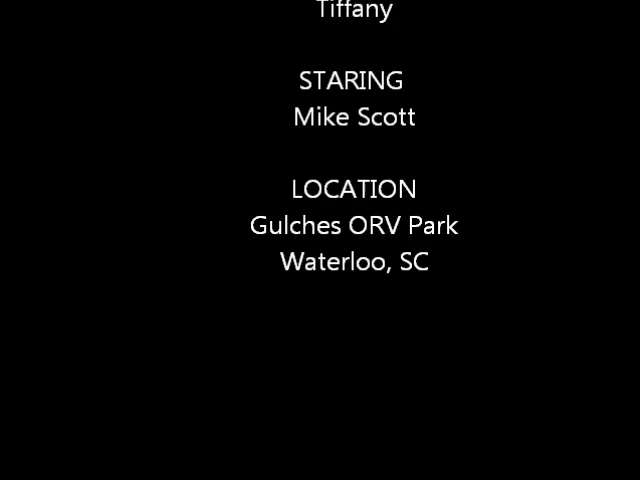 Tiffany
STARING
Mike Scott
LOCATION
Gulches ORV Park
Waterloo, SC